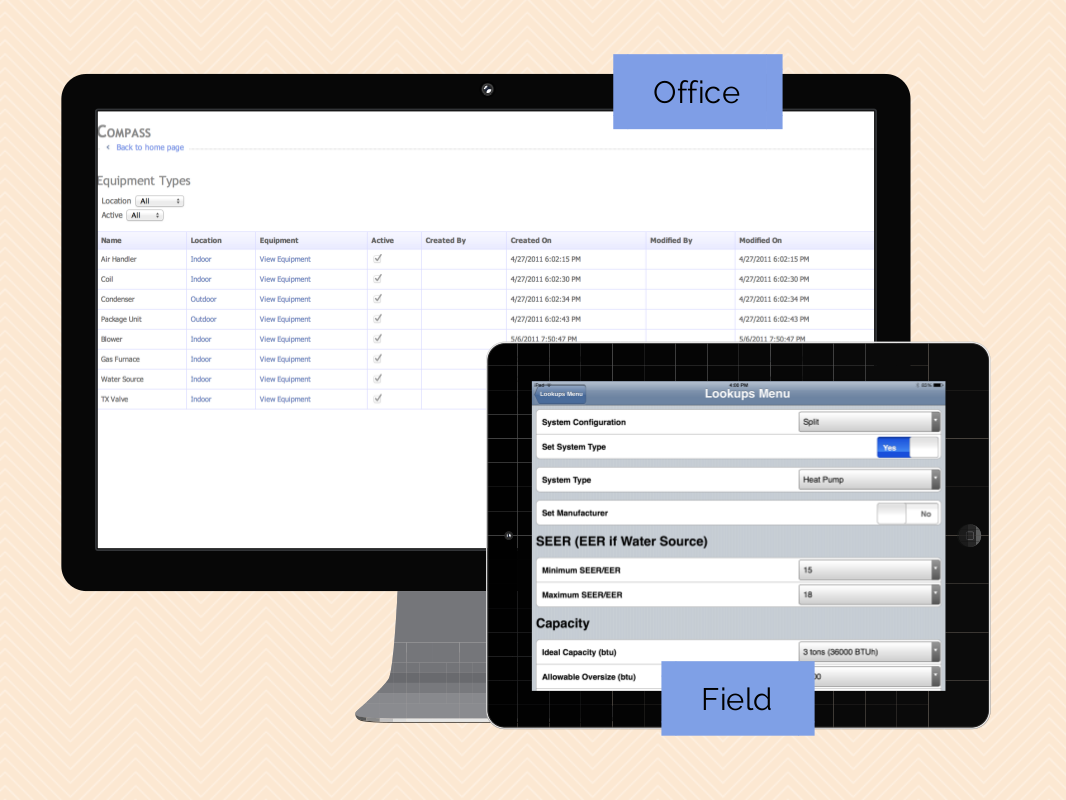 Office
COMPASS
< Back to home page
Equipment Types
Location All
Active All
Name Location Equipment Active Created By Created On Modified By Modified On
Air Handler Indoor View Equipment 4/27/2011 6:02:15 PM 4/27/2011 6:02:15 PM
Coil Indoor View Equipment 4/27/2011 6:02:30 PM 4/27/2011 6:02:30 PM
Condenser Outdoor View Equipment 4/27/2011 6:02:34 PM 4/27/2011 6:02:34 PM
Package Unit Outdoor View Equipment 4/27/2011 6:02:43 PM 4/27/2011 6:02:43 PM
Blower Indoor View Equipment 5/6/2011 7:50:47 PM 5/6/2011 7:50:47 PM
Gas Furnace Indoor View Equipment
Water Source Indoor View Equipment
TX Valve Indoor View Equipment
iPad 4:00 PM
Lookups Menu Lookups Menu
System Configuration Split
Set System Type Yes
System Type Heat Pump
Set Manufacturer No
SEER (EER if Water Source)
Minimum SEER/EER 15
Maximum SEER/EER 18
Capacity
Ideal Capacity (btu) 3 tons (36000 BTUh)
Allowable Oversize (btu)
Field